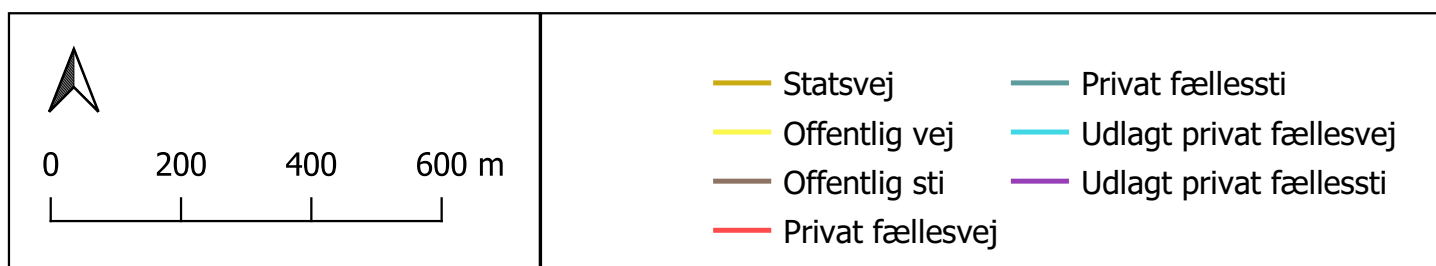 0 200 400 600 m
Statsvej
Offentlig vej
Offentlig sti
Privat fællesvej
Privat fællessti
Udlagt privat fællesvej
Udlagt privat fællessti